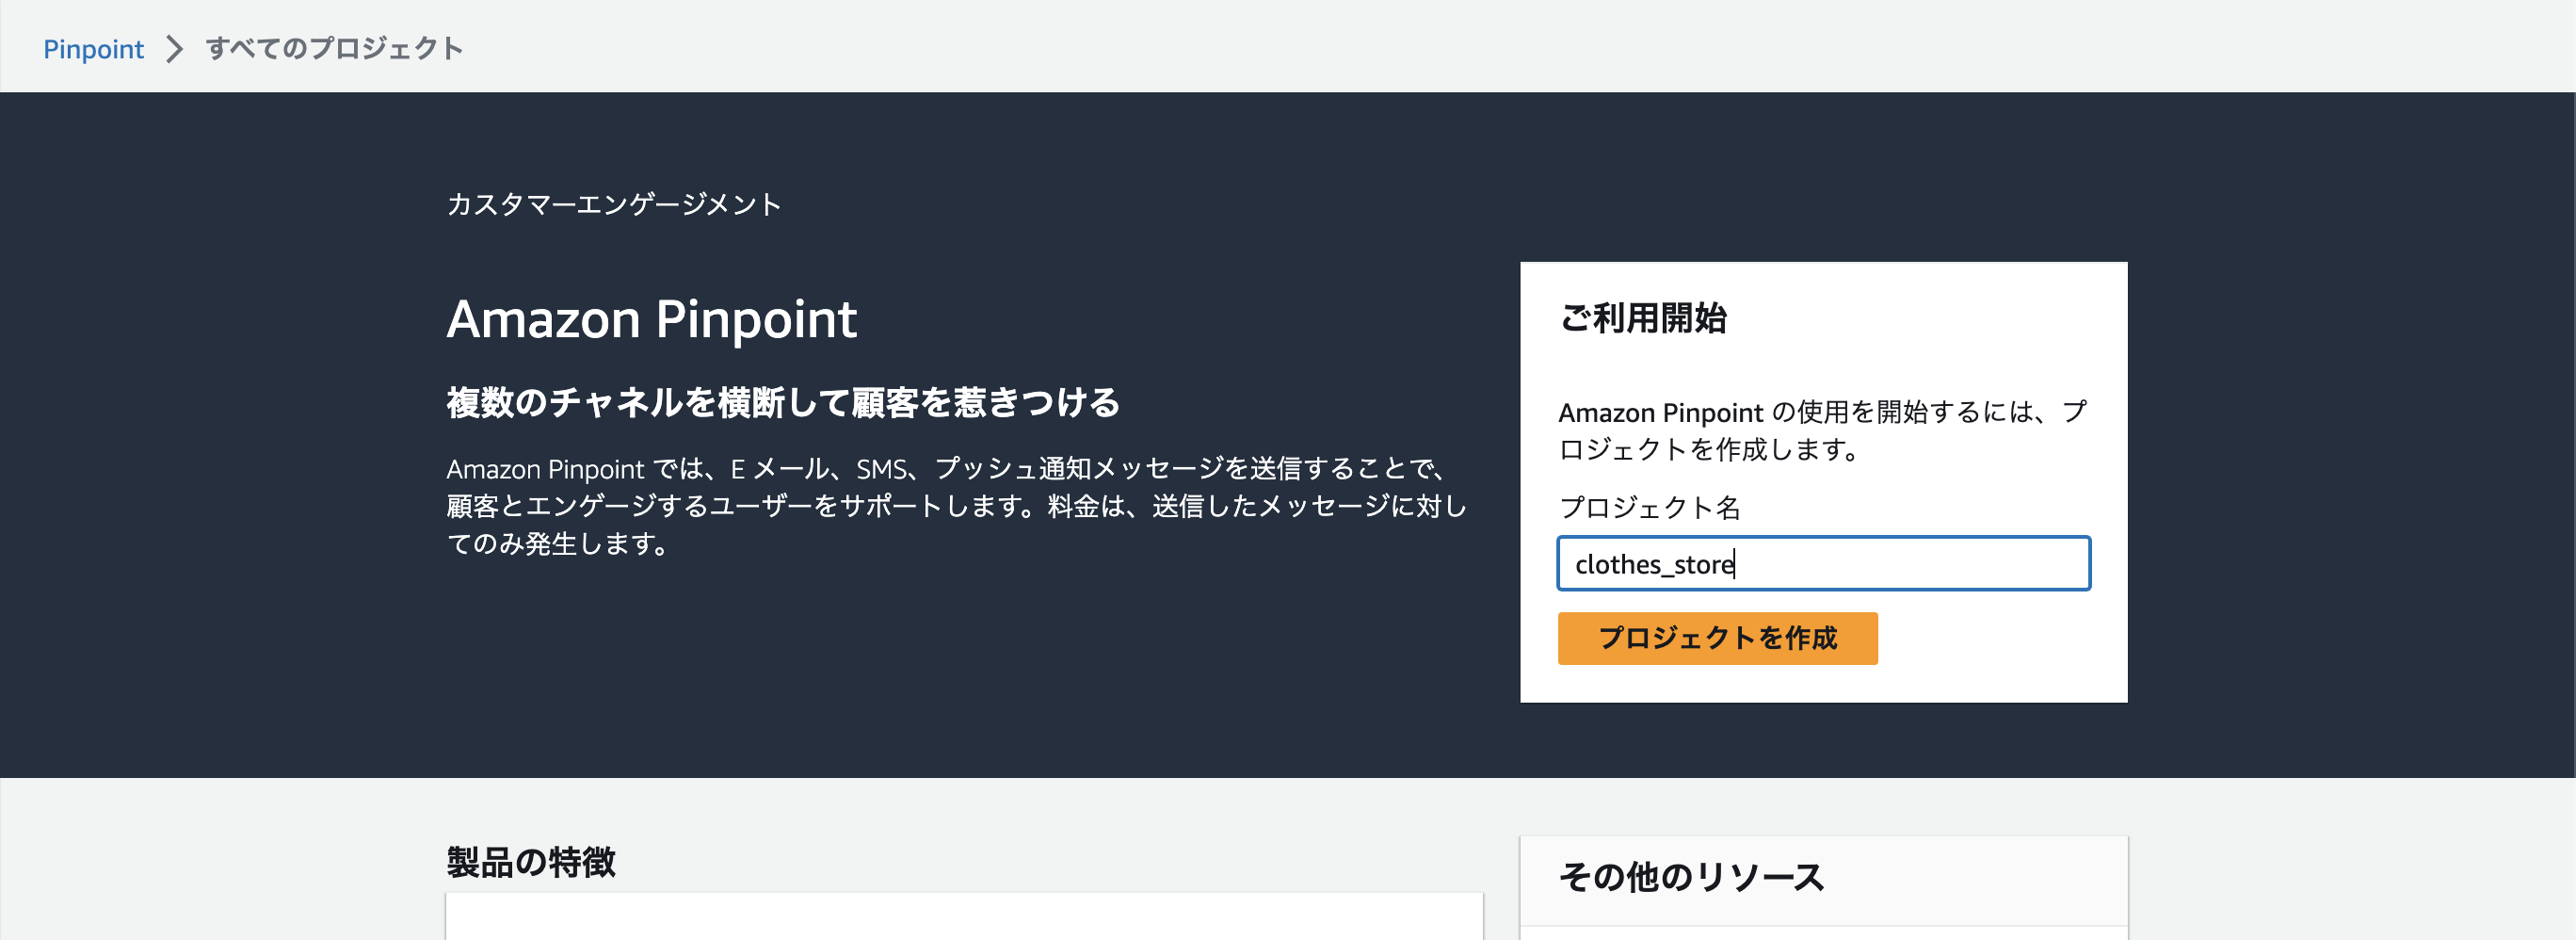 Pinpoint > すべてのプロジェクト
カスタマーエンゲージメント
Amazon Pinpoint
複数のチャネルを横断して顧客を惹きつける
Amazon Pinpoint では、E メール、SMS、プッシュ通知メッセージを送信することで、
顧客とエンゲージするユーザーをサポートします。料金は、送信したメッセージに対し
てのみ発生します。
ご利用開始
Amazon Pinpoint の使用を開始するには、プ
ロジェクトを作成します。
プロジェクト名
clothes_store
プロジェクトを作成
製品の特徴
その他のリソース